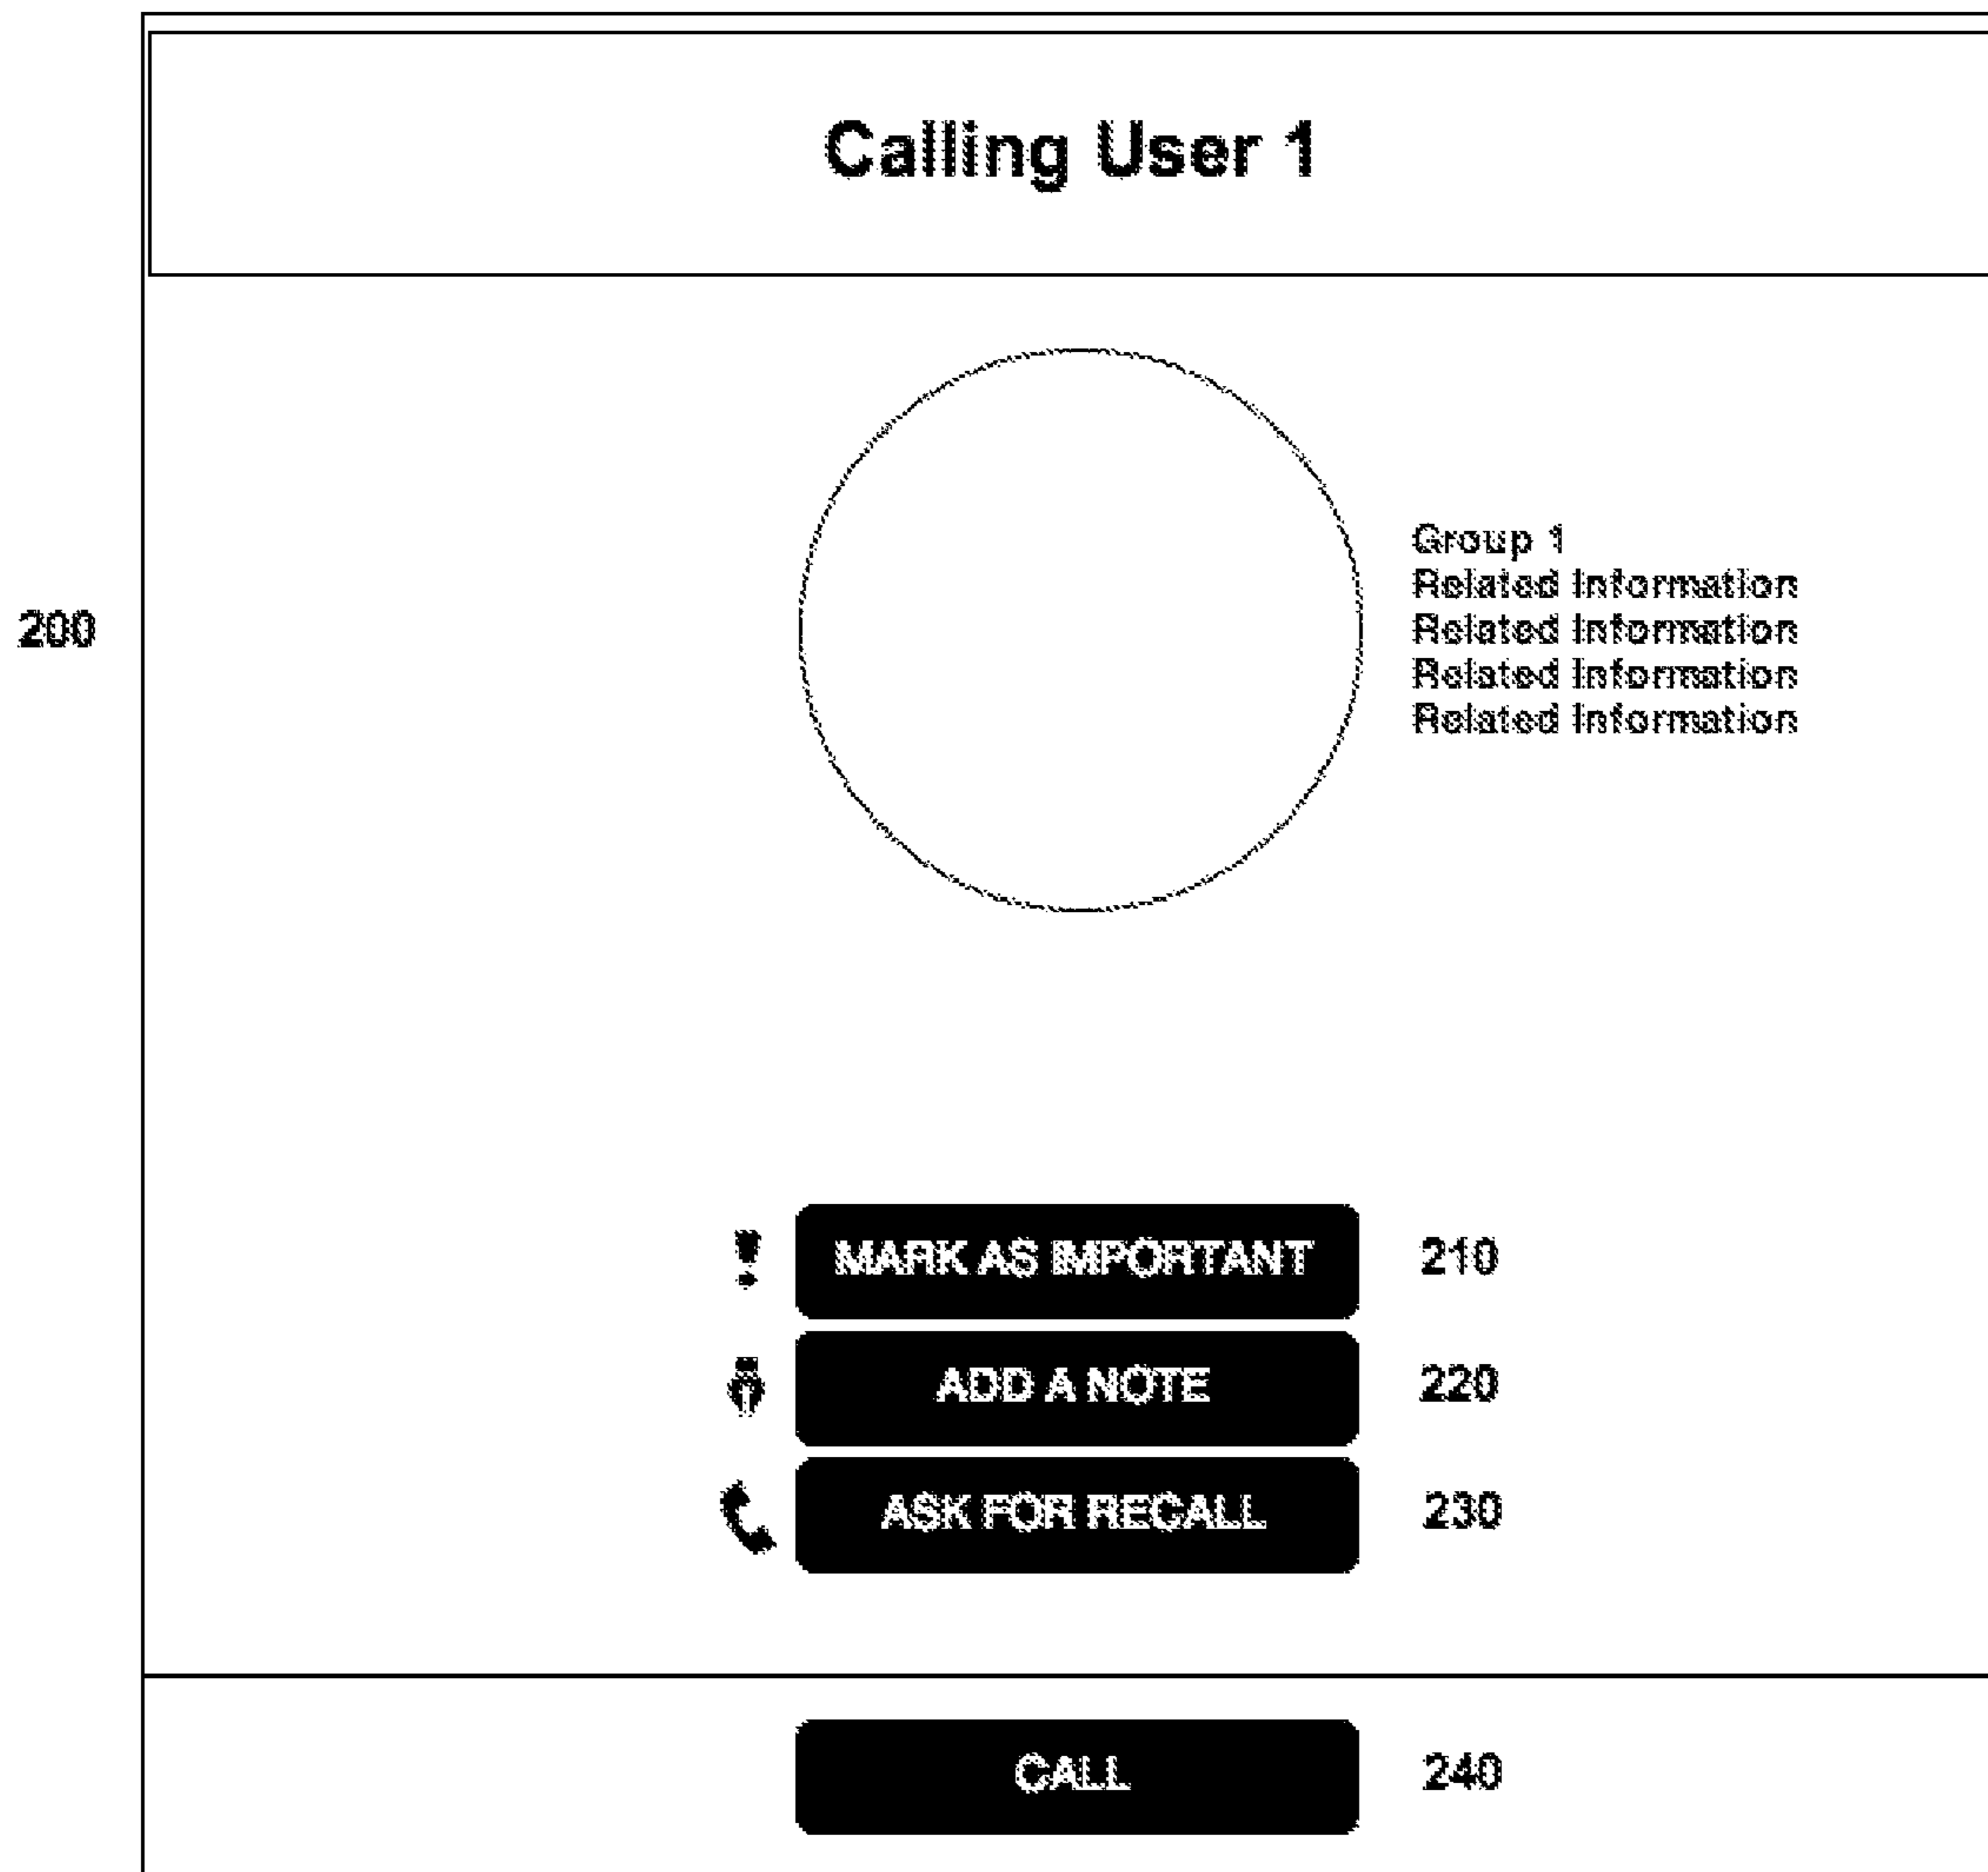 Calling User 1
Group 1
Related Information
Related Information
200
Related Information
Related Information
MARK AS IMPORTANT 210
ADD A NOTE 220
ASK FOR RECALL 230
CALL 240